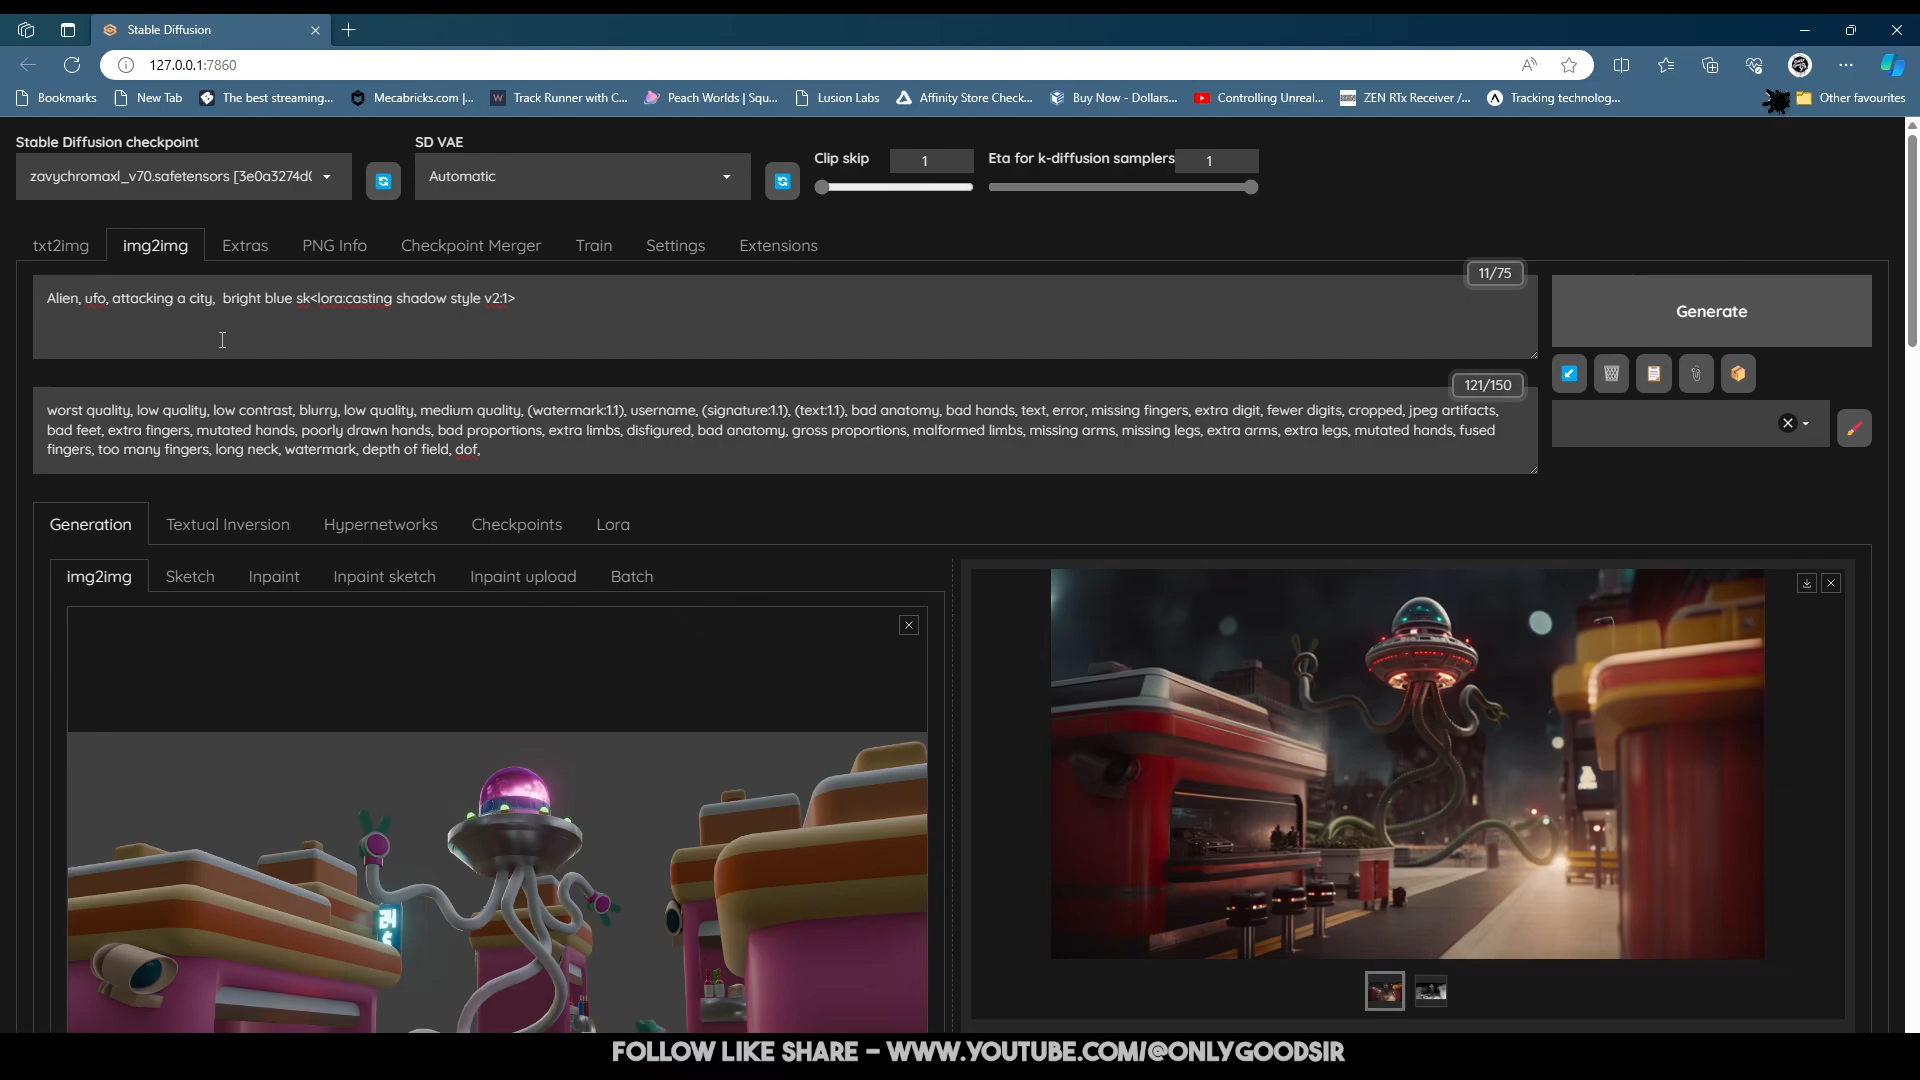 Stable Diffusion
127.0.0.1:7860
Bookmarks New Tab The best streaming... Mecabricks.com |... Track Runner with C... Peach Worlds | Squ... Lusion Labs Affinity Store Check... Buy Now - Dollars... Controlling Unreal... ZEN RTx Receiver /... Tracking technolog... Other favourites
Stable Diffusion checkpoint SD VAE
Clip skip 1 Eta for k-diffusion samplers 1
zavychromaxl_v70.safetensors [3e0a3274d0 Automatic
txt2img img2img Extras PNG Info Checkpoint Merger Train Settings Extensions
11/75
Alien, ufo, attacking a city,  bright blue sk<lora:casting shadow style v2:1>
Generate
121/150
worst quality, low quality, low contrast, blurry, low quality, medium quality, (watermark:1.1), username, (signature:1.1), (text:1.1), bad anatomy, bad hands, text, error, missing fingers, extra digit, fewer digits, cropped, jpeg artifacts,
bad feet, extra fingers, mutated hands, poorly drawn hands, bad proportions, extra limbs, disfigured, bad anatomy, gross proportions, malformed limbs, missing arms, missing legs, extra arms, extra legs, mutated hands, fused
fingers, too many fingers, long neck, watermark, depth of field, dof,
Generation Textual Inversion Hypernetworks Checkpoints Lora
img2img Sketch Inpaint Inpaint sketch Inpaint upload Batch
FOLLOW LIKE SHARE – WWW.YOUTUBE.COM/@ONLYGOODSIR